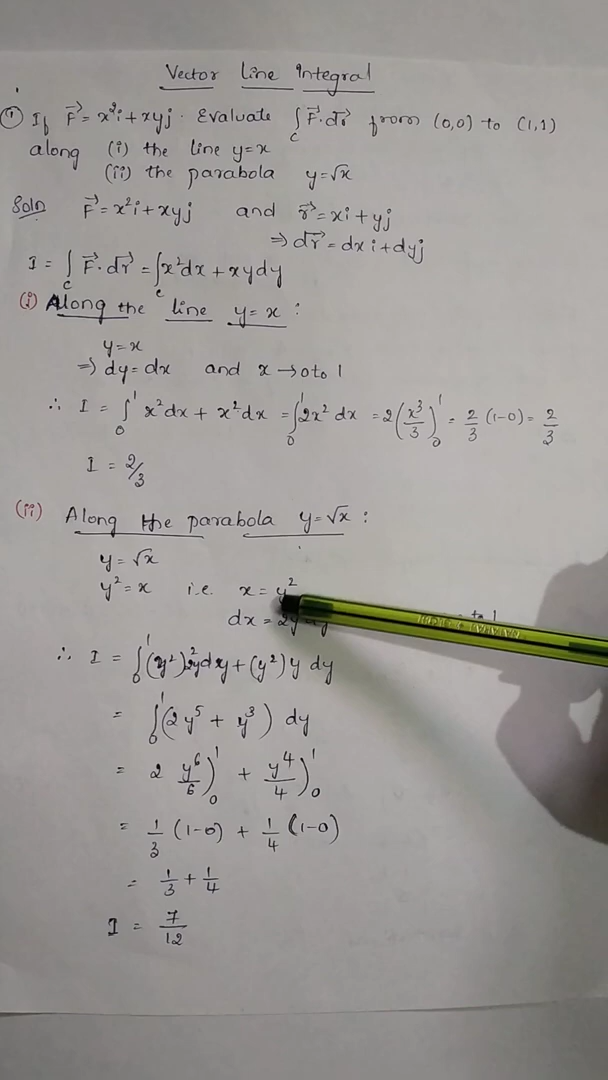 Vector Line Integral
① If F⃗ = x²i + xyj. Evaluate ∫_C F⃗·dr⃗ from (0,0) to (1,1)
along (i) the line y=x
(ii) the parabola y=√x
Soln F⃗ = x²i + xyj and r⃗ = xi + yj
⇒ dr⃗ = dx i + dy j
I = ∫_C F⃗·dr⃗ = ∫_C x²dx + xydy
(i) Along the line y=x :
y=x
⇒ dy = dx and x → 0 to 1
∴ I = ∫₀¹ x²dx + x²dx = ∫₀¹ 2x² dx = 2(x³/3)₀¹ = 2/3 (1-0) = 2/3
I = 2/3
(ii) Along the parabola y=√x :
y = √x
y² = x i.e. x = y²
dx = 2y dy to 1
∴ I = ∫₀¹ (y²)² 2y dy + (y²) y dy
= ∫₀¹ (2y⁵ + y³) dy
= 2 y⁶/6)₀¹ + y⁴/4)₀¹
= 1/3 (1-0) + 1/4 (1-0)
= 1/3 + 1/4
I = 7/12